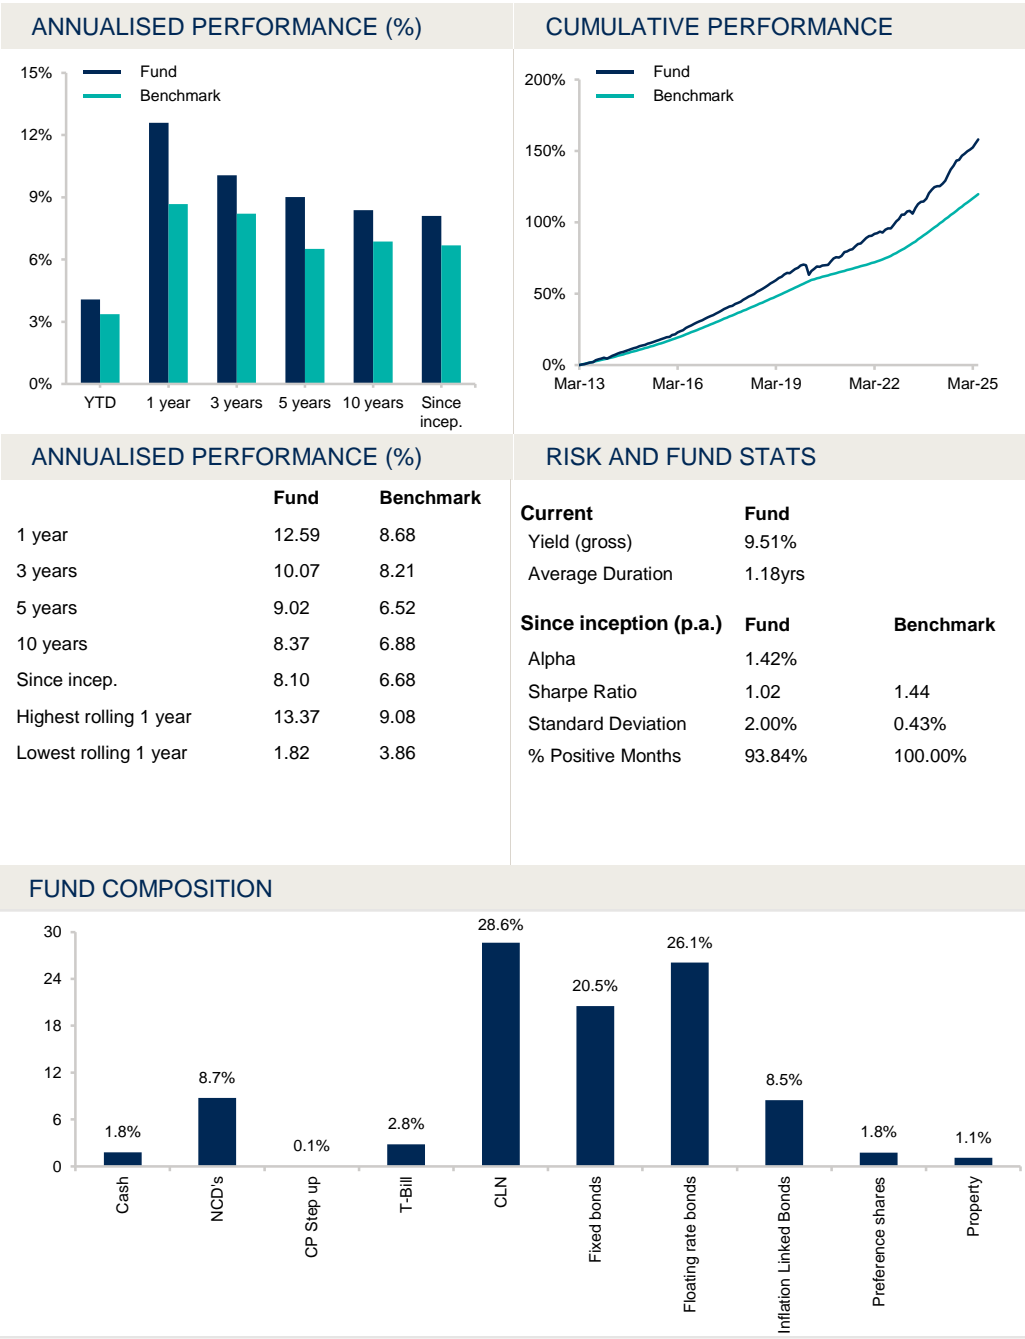 ANNUALISED PERFORMANCE (%)
Fund
Benchmark
15%
12%
9%
6%
3%
0%
YTD 1 year 3 years 5 years 10 years Since
incep.
CUMULATIVE PERFORMANCE
Fund
Benchmark
200%
150%
100%
50%
0%
Mar-13 Mar-16 Mar-19 Mar-22 Mar-25
ANNUALISED PERFORMANCE (%)
Fund Benchmark
1 year 12.59 8.68
3 years 10.07 8.21
5 years 9.02 6.52
10 years 8.37 6.88
Since incep. 8.10 6.68
Highest rolling 1 year 13.37 9.08
Lowest rolling 1 year 1.82 3.86
RISK AND FUND STATS
Current Fund
Yield (gross) 9.51%
Average Duration 1.18yrs
Since inception (p.a.) Fund Benchmark
Alpha 1.42%
Sharpe Ratio 1.02 1.44
Standard Deviation 2.00% 0.43%
% Positive Months 93.84% 100.00%
FUND COMPOSITION
30
24
18
12
6
0
1.8%
8.7%
0.1%
2.8%
28.6%
20.5%
26.1%
8.5%
1.8%
1.1%
Cash
NCD's
CP Step up
T-Bill
CLN
Fixed bonds
Floating rate bonds
Inflation Linked Bonds
Preference shares
Property